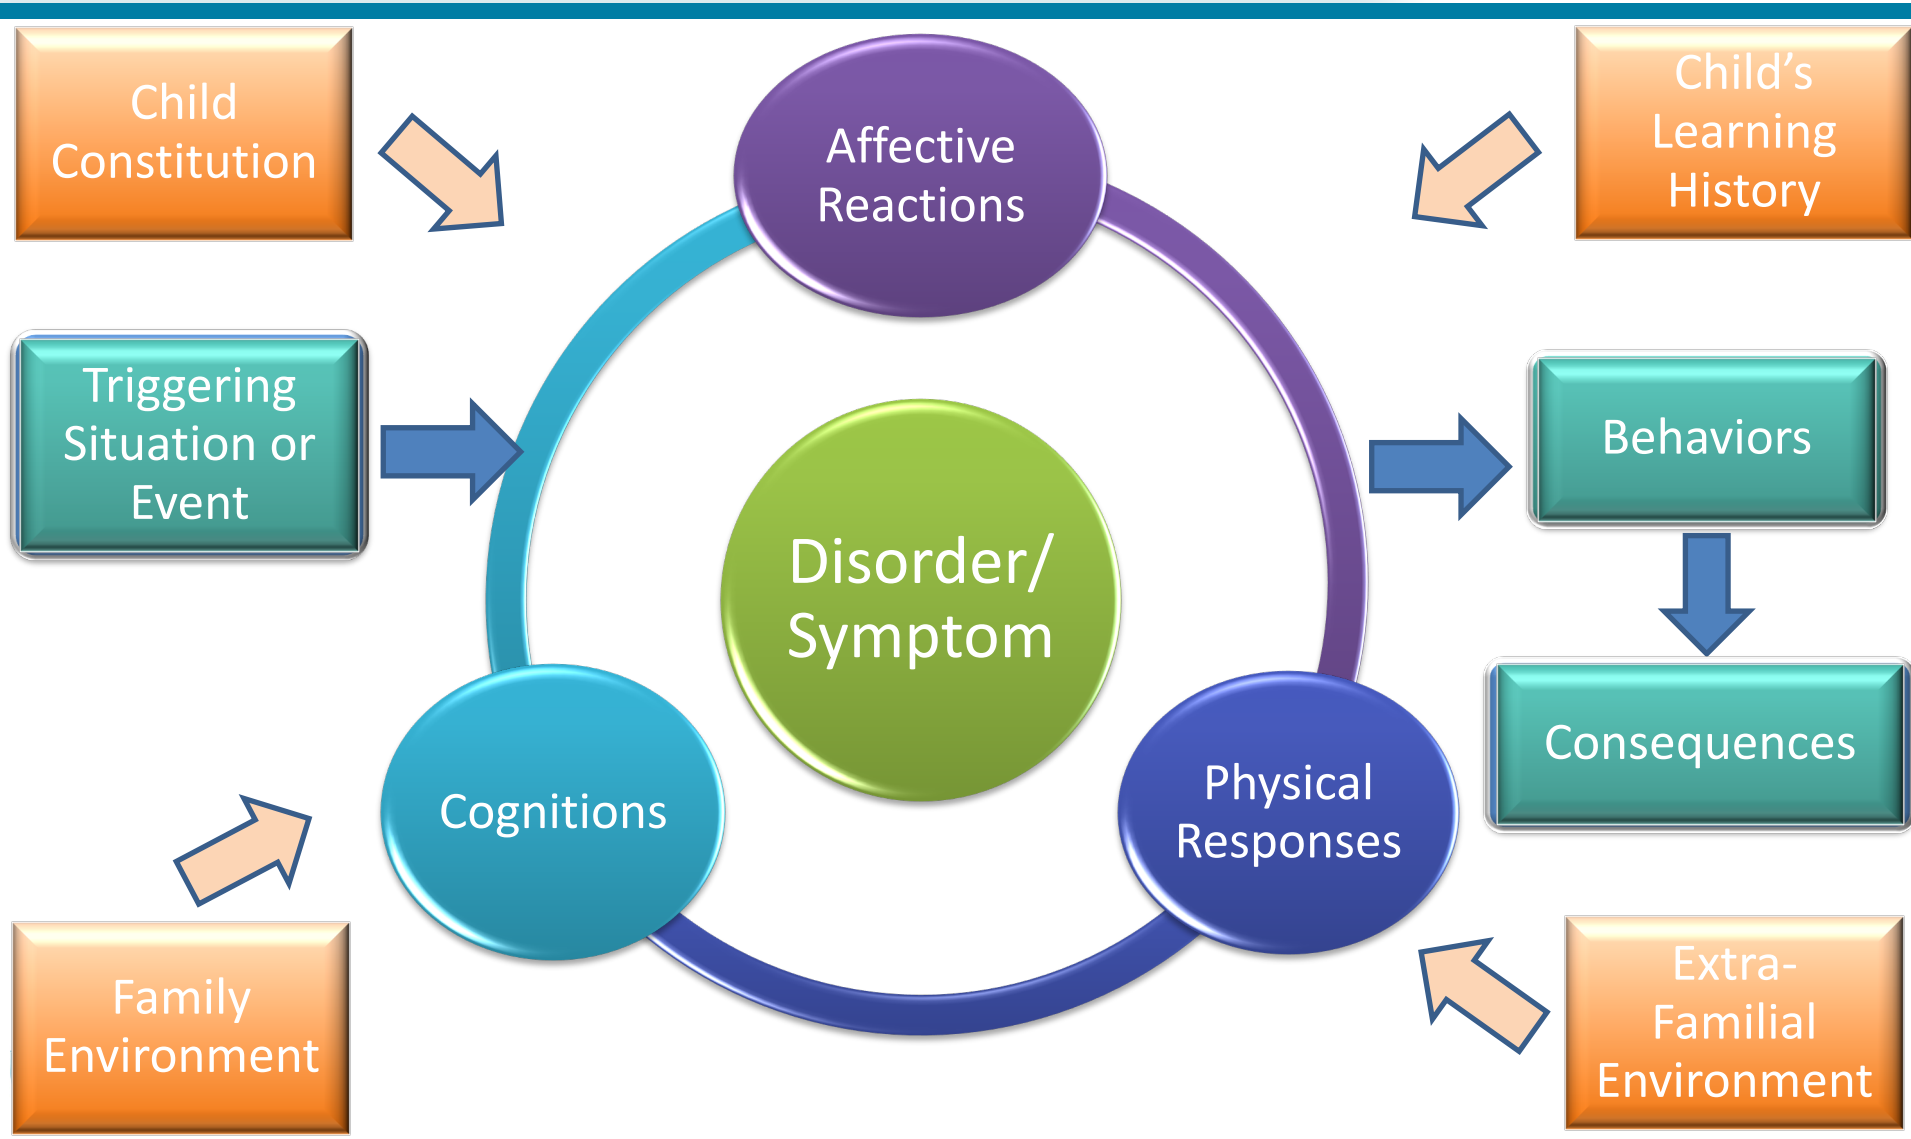 Child
Constitution
Affective
Reactions
Child’s
Learning
History
Triggering
Situation or
Event
Behaviors
Disorder/
Symptom
Consequences
Cognitions
Physical
Responses
Family
Environment
Extra-
Familial
Environment